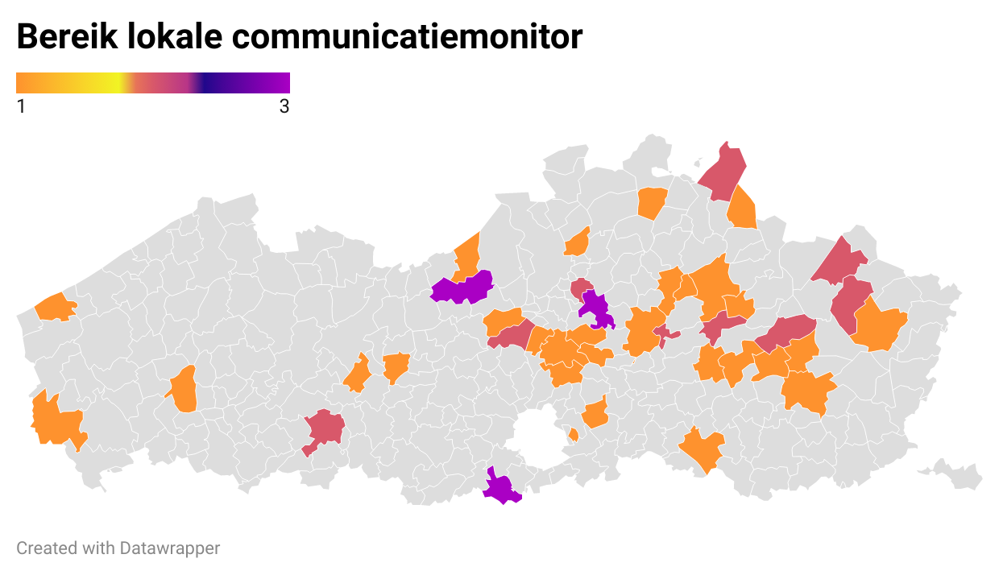 Bereik lokale communicatiemonitor
1 3
Created with Datawrapper